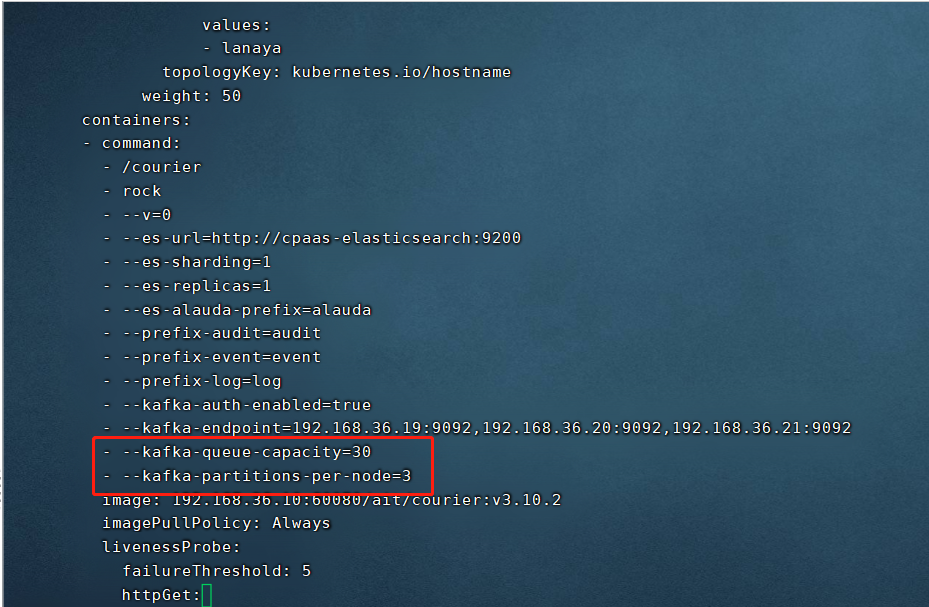 values:
- lanaya
topologyKey: kubernetes.io/hostname
weight: 50
containers:
- command:
- /courier
- rock
- --v=0
- --es-url=http://cpaas-elasticsearch:9200
- --es-sharding=1
- --es-replicas=1
- --es-alauda-prefix=alauda
- --prefix-audit=audit
- --prefix-event=event
- --prefix-log=log
- --kafka-auth-enabled=true
- --kafka-endpoint=192.168.36.19:9092,192.168.36.20:9092,192.168.36.21:9092
- --kafka-queue-capacity=30
- --kafka-partitions-per-node=3
image: 192.168.36.10:60080/ait/courier:v3.10.2
imagePullPolicy: Always
livenessProbe:
failureThreshold: 5
httpGet: